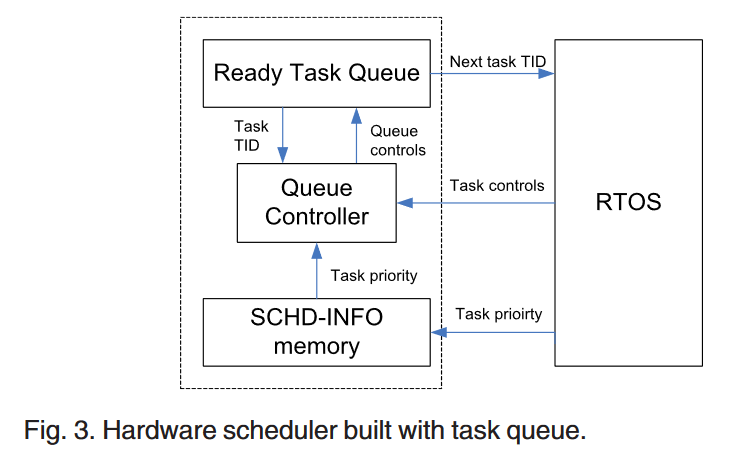 Ready Task Queue
Next task TID
Task
TID
Queue
controls
Queue
Controller
Task controls
RTOS
Task priority
SCHD-INFO
memory
Task prioirty
Fig. 3. Hardware scheduler built with task queue.